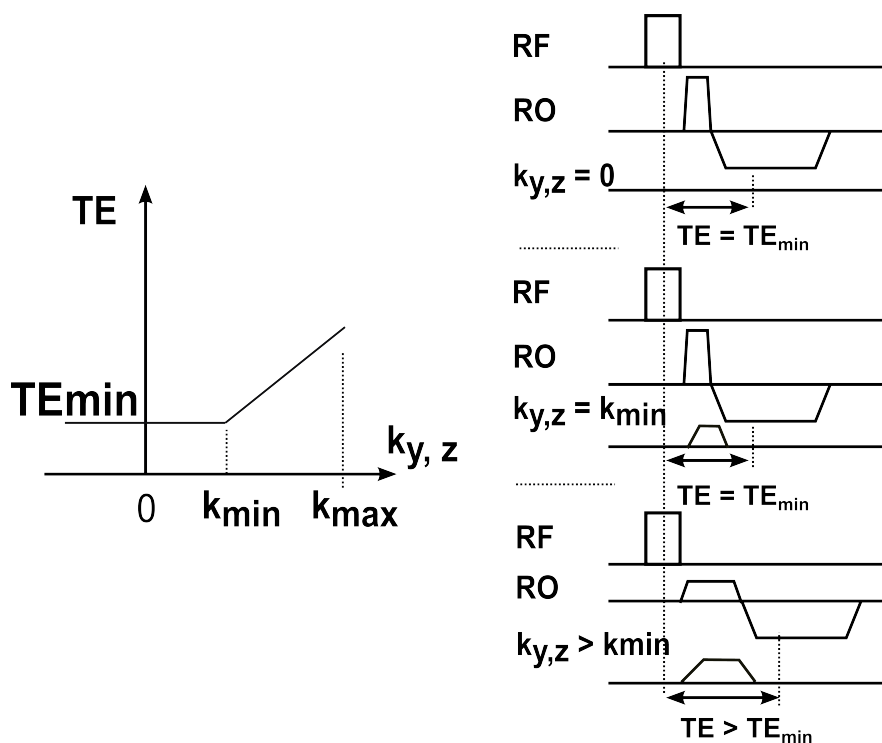 TE
TEmin
ky, z
0
kmin
kmax
RF
RO
ky,z = 0
TE = TEmin
RF
RO
ky,z = kmin
TE = TEmin
RF
RO
ky,z > kmin
TE > TEmin